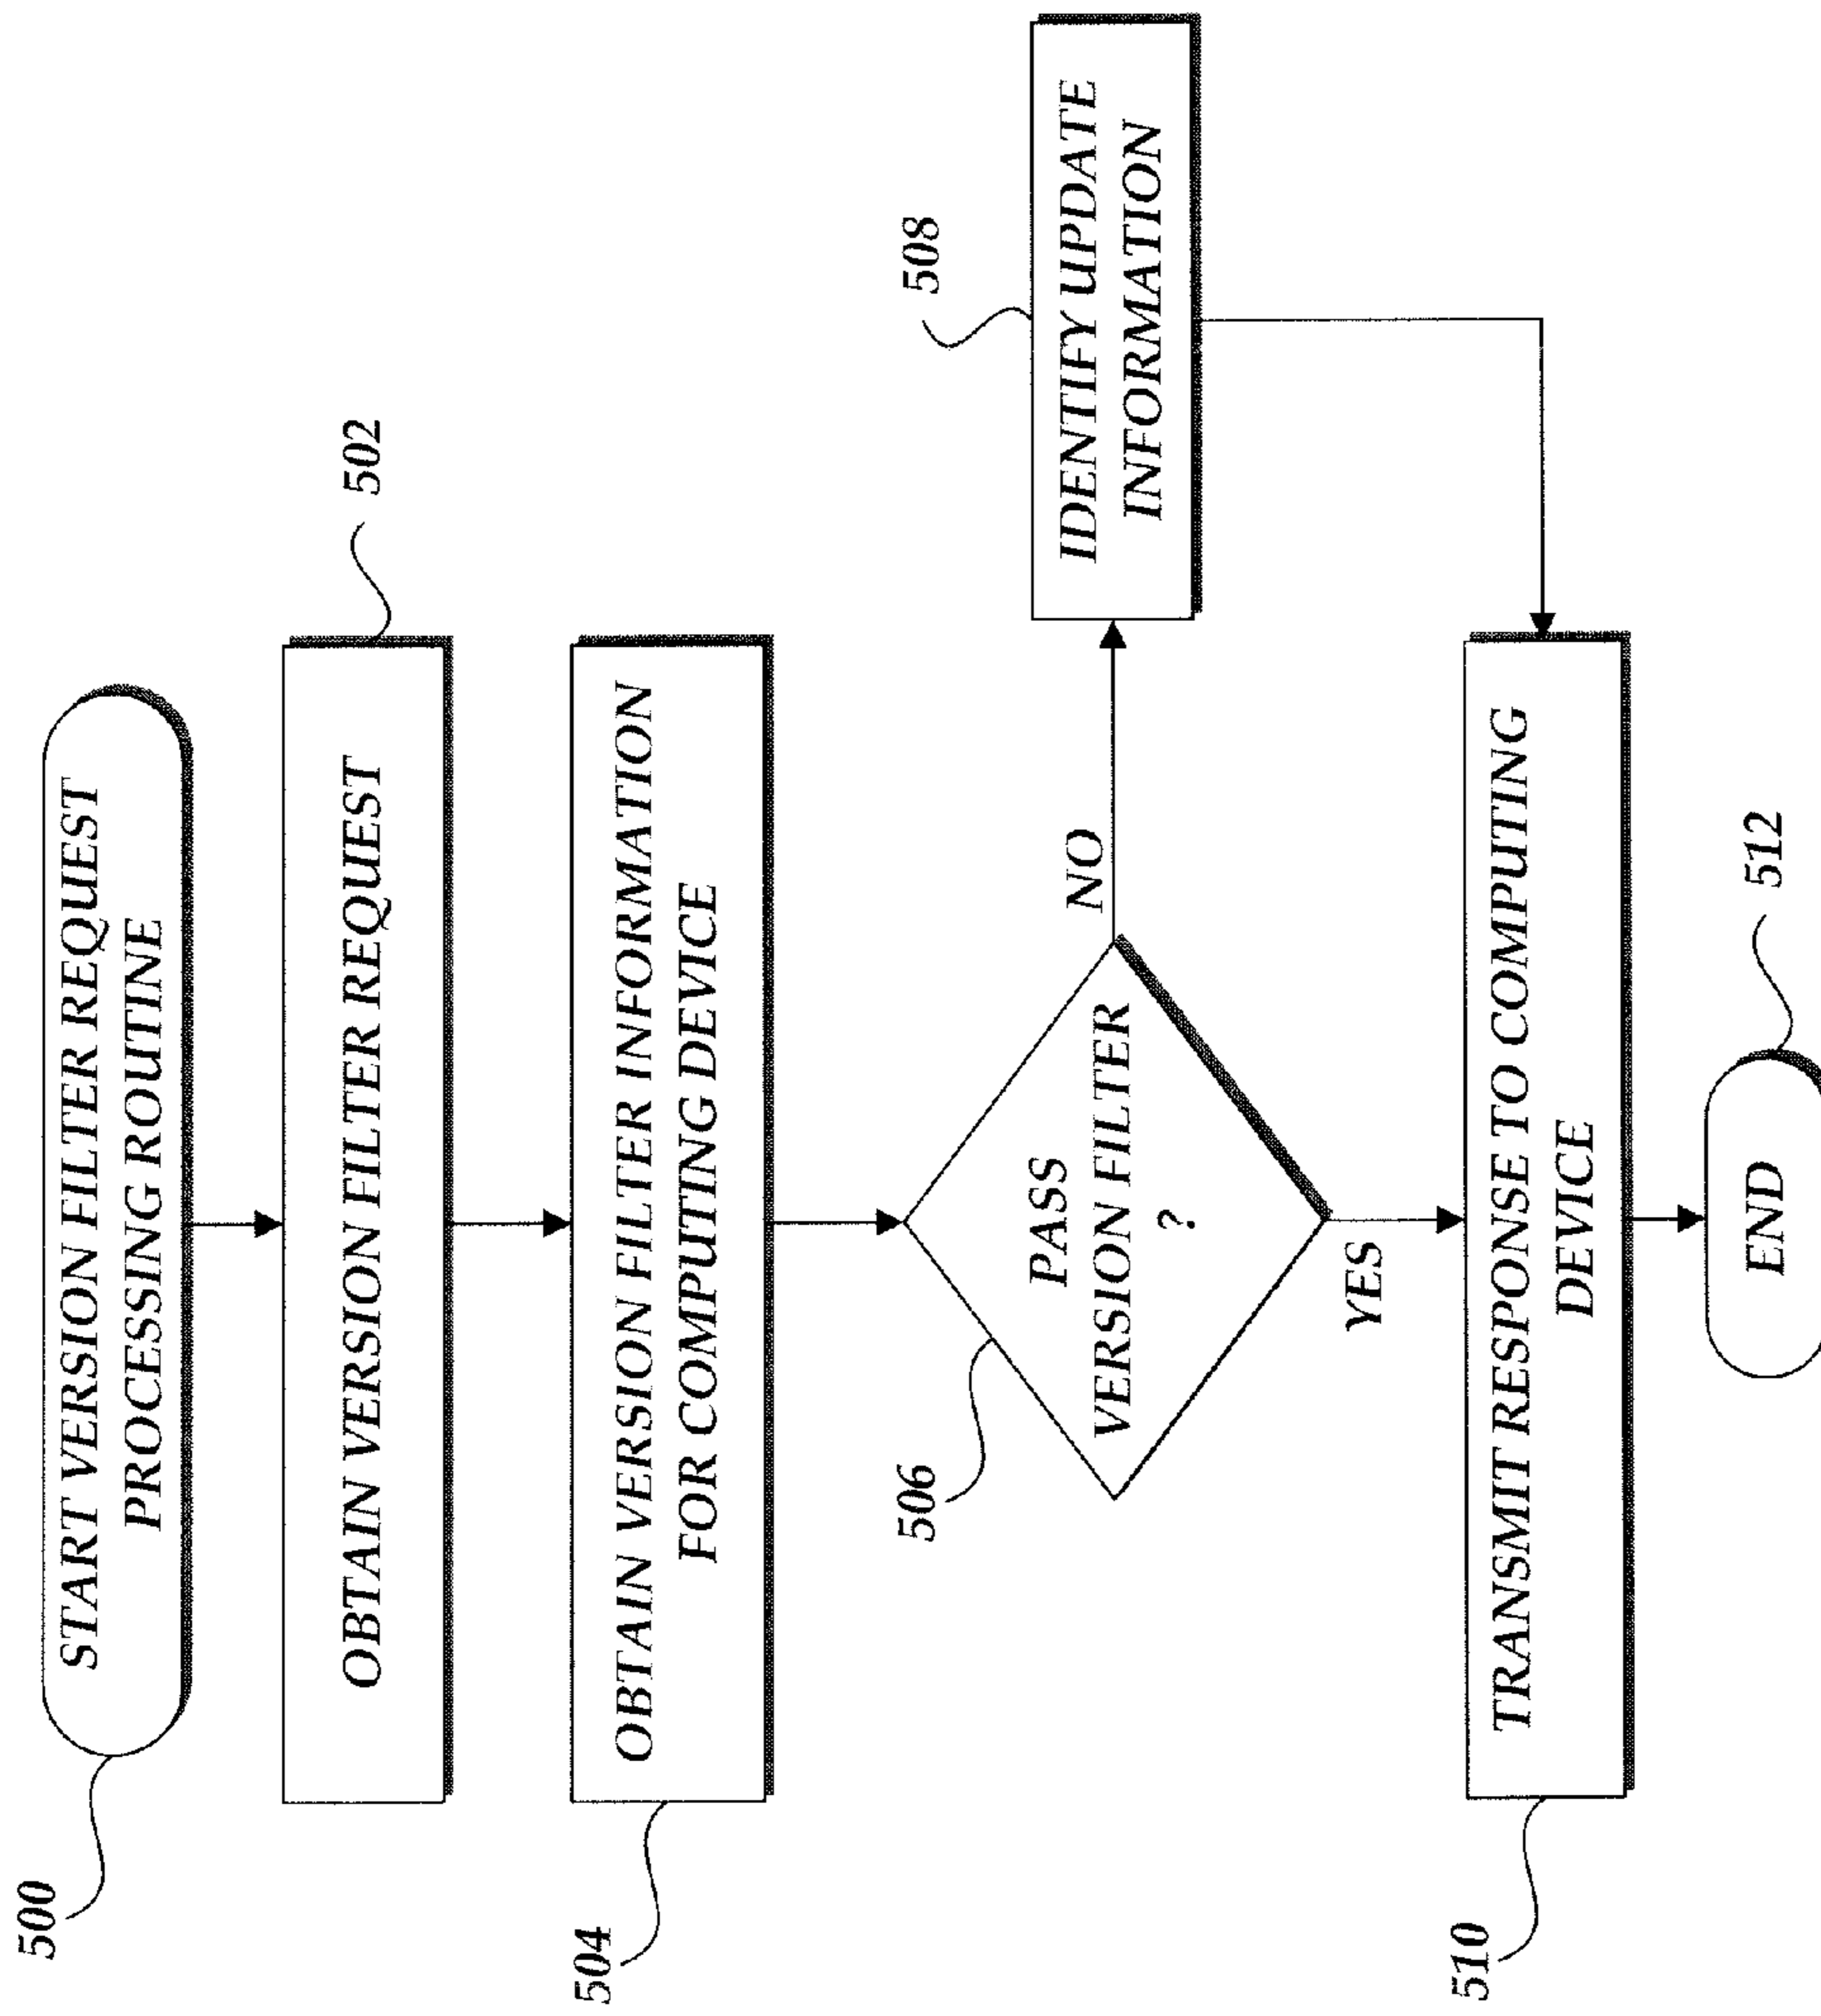 500
START VERSION FILTER REQUEST
PROCESSING ROUTINE
502
OBTAIN VERSION FILTER REQUEST
504
OBTAIN VERSION FILTER INFORMATION
FOR COMPUTING DEVICE
506
PASS
VERSION FILTER
?
NO
508
IDENTIFY UPDATE
INFORMATION
YES
510
TRANSMIT RESPONSE TO COMPUTING
DEVICE
512
END